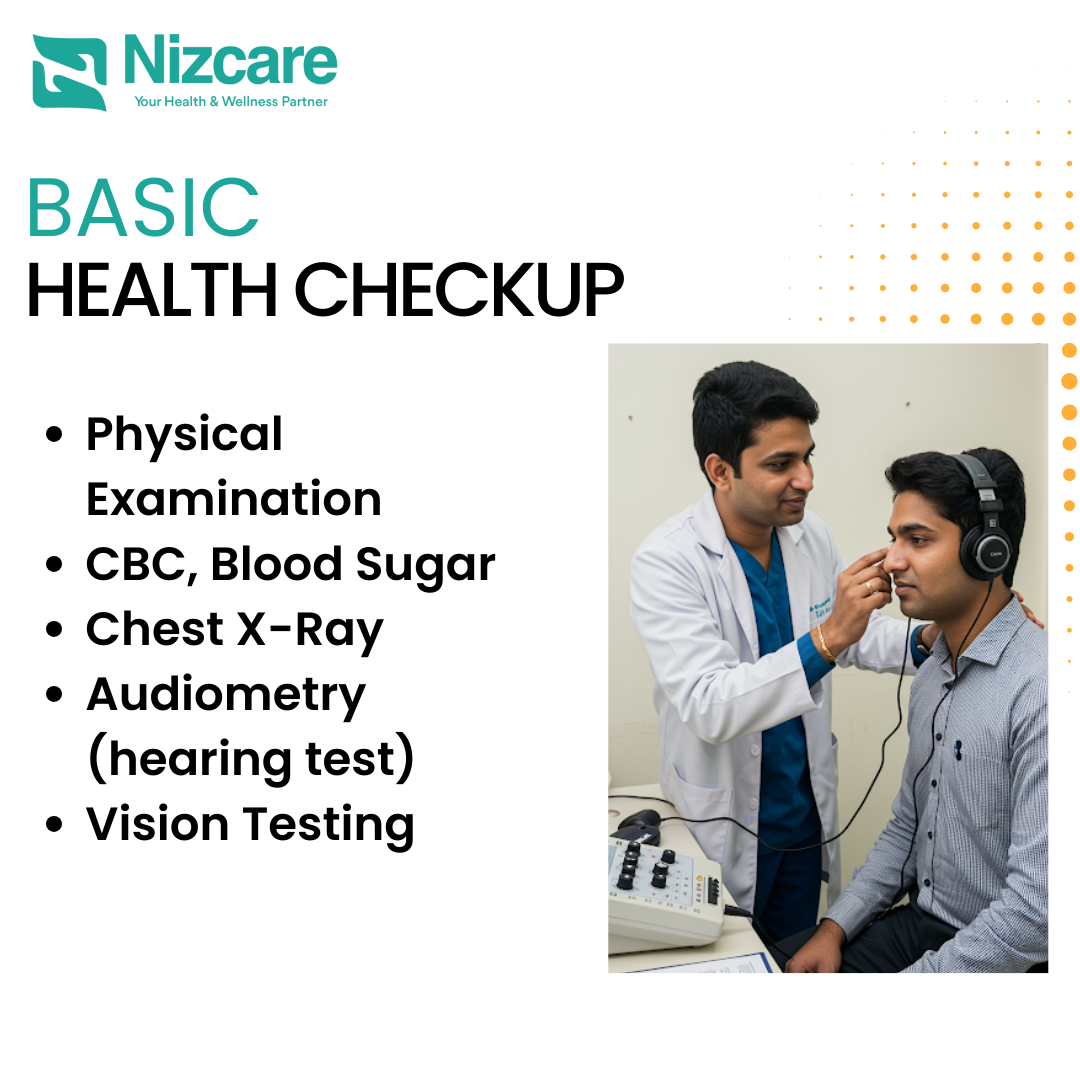 Nizcare
Your Health & Wellness Partner
BASIC
HEALTH CHECKUP
• Physical
Examination
• CBC, Blood Sugar
• Chest X-Ray
• Audiometry
(hearing test)
• Vision Testing